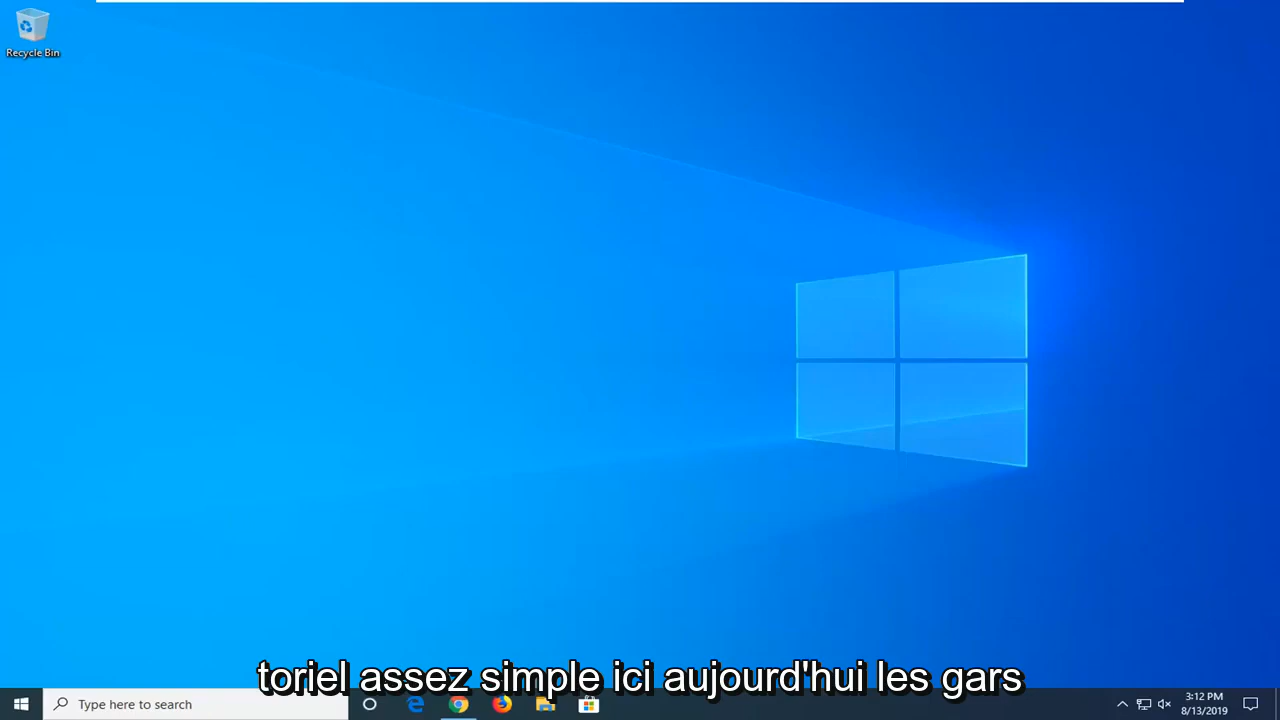 Recycle Bin
toriel assez simple ici aujourd'hui les gars
Type here to search
3:12 PM
8/13/2019